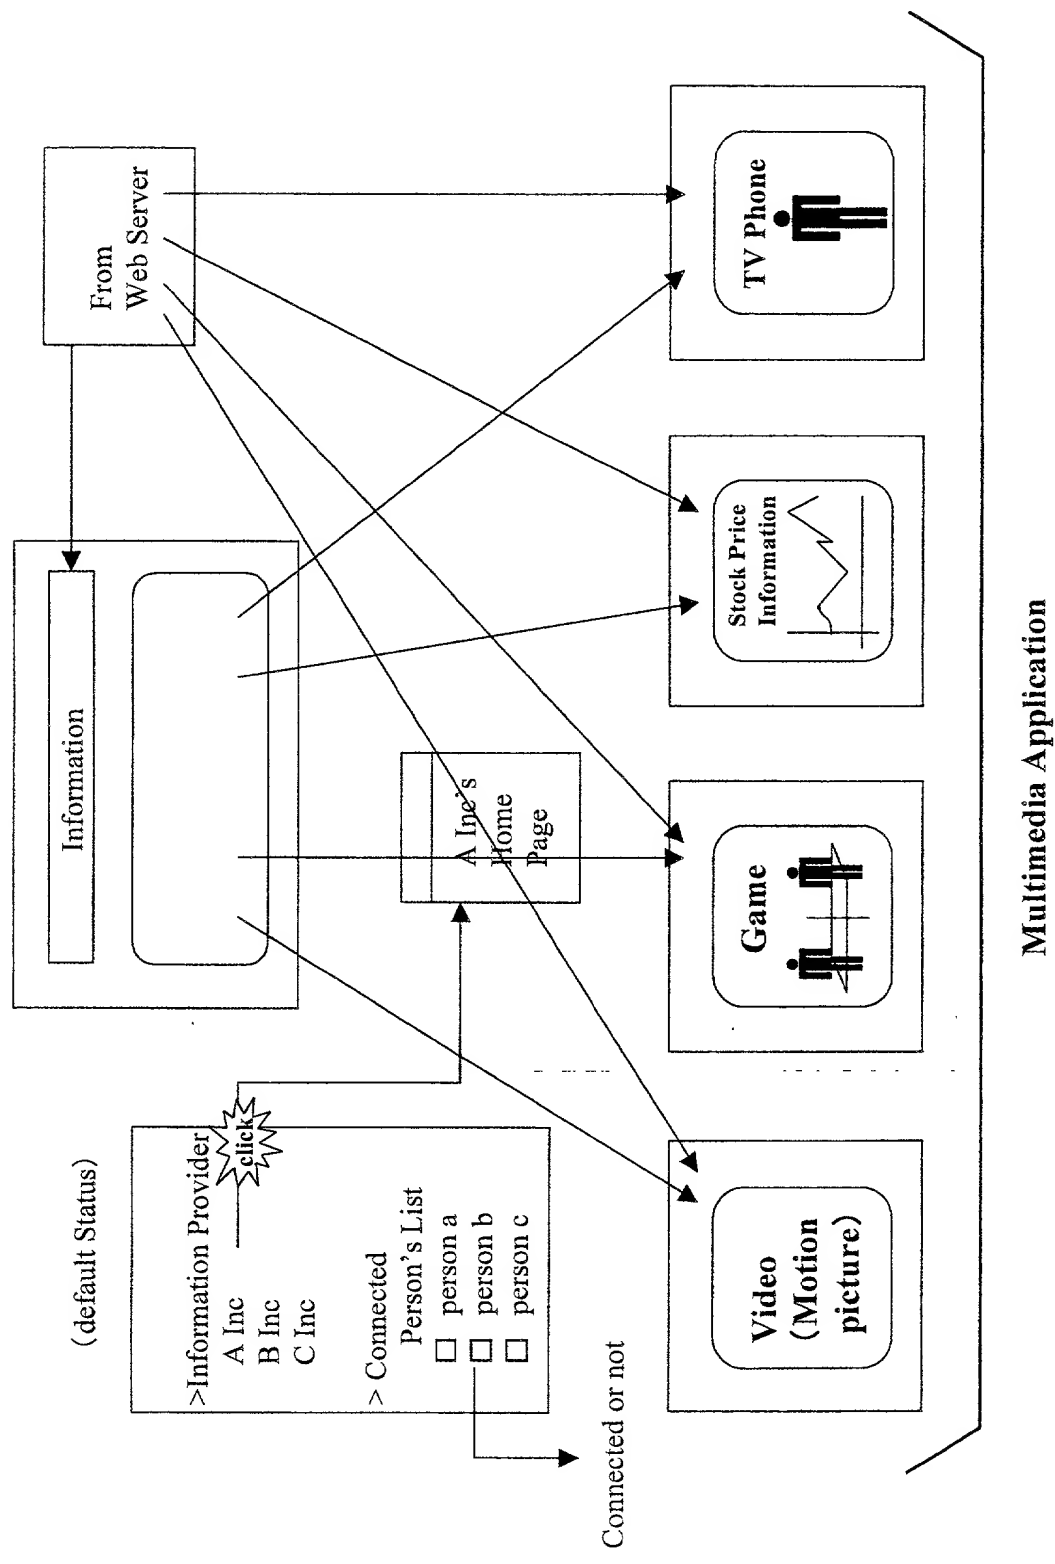 (default Status)
>Information Provider
A Inc
B Inc
C Inc
click
> Connected
Person's List
□ person a
□ person b
□ person c
Connected or not
Information
From
Web Server
A Inc's
Home
Page
Video
(Motion
picture)
Game
Stock Price
Information
TV Phone
Multimedia Application